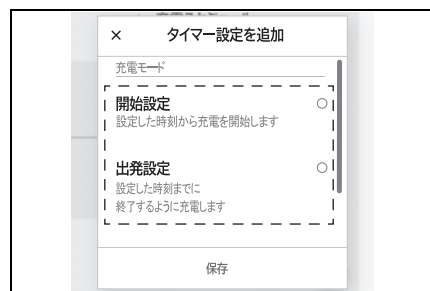 × タイマー設定を追加
充電モード
開始設定
設定した時刻から充電を開始します
出発設定
設定した時刻までに
終了するように充電します
保存